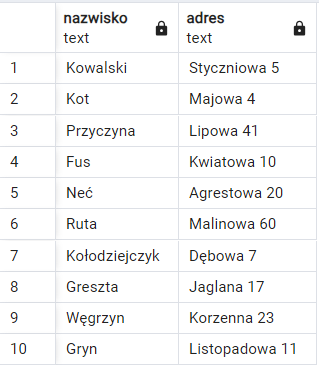 nazwisko adres
text text
1 Kowalski Styczniowa 5
2 Kot Majowa 4
3 Przyczyna Lipowa 41
4 Fus Kwiatowa 10
5 Neć Agrestowa 20
6 Ruta Malinowa 60
7 Kołodziejczyk Dębowa 7
8 Greszta Jaglana 17
9 Węgrzyn Korzenna 23
10 Gryn Listopadowa 11